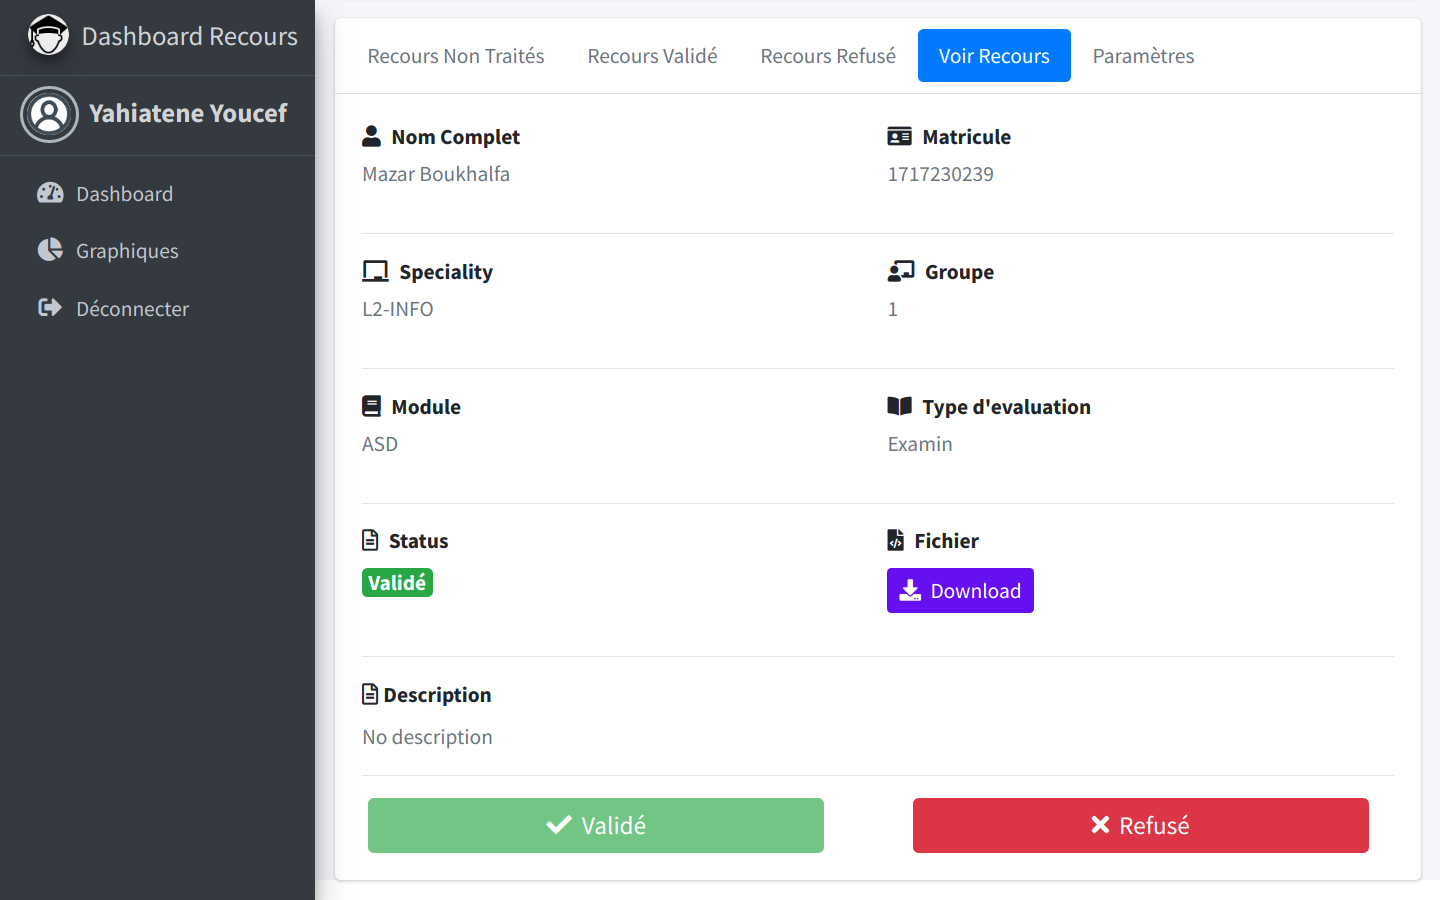 Dashboard Recours
Yahiatene Youcef
Dashboard
Graphiques
Déconnecter
Recours Non Traités Recours Validé Recours Refusé Voir Recours Paramètres
Nom Complet Matricule
Mazar Boukhalfa 1717230239
Speciality Groupe
L2-INFO 1
Module Type d'evaluation
ASD Examin
Status Fichier
Validé Download
Description
No description
Validé Refusé